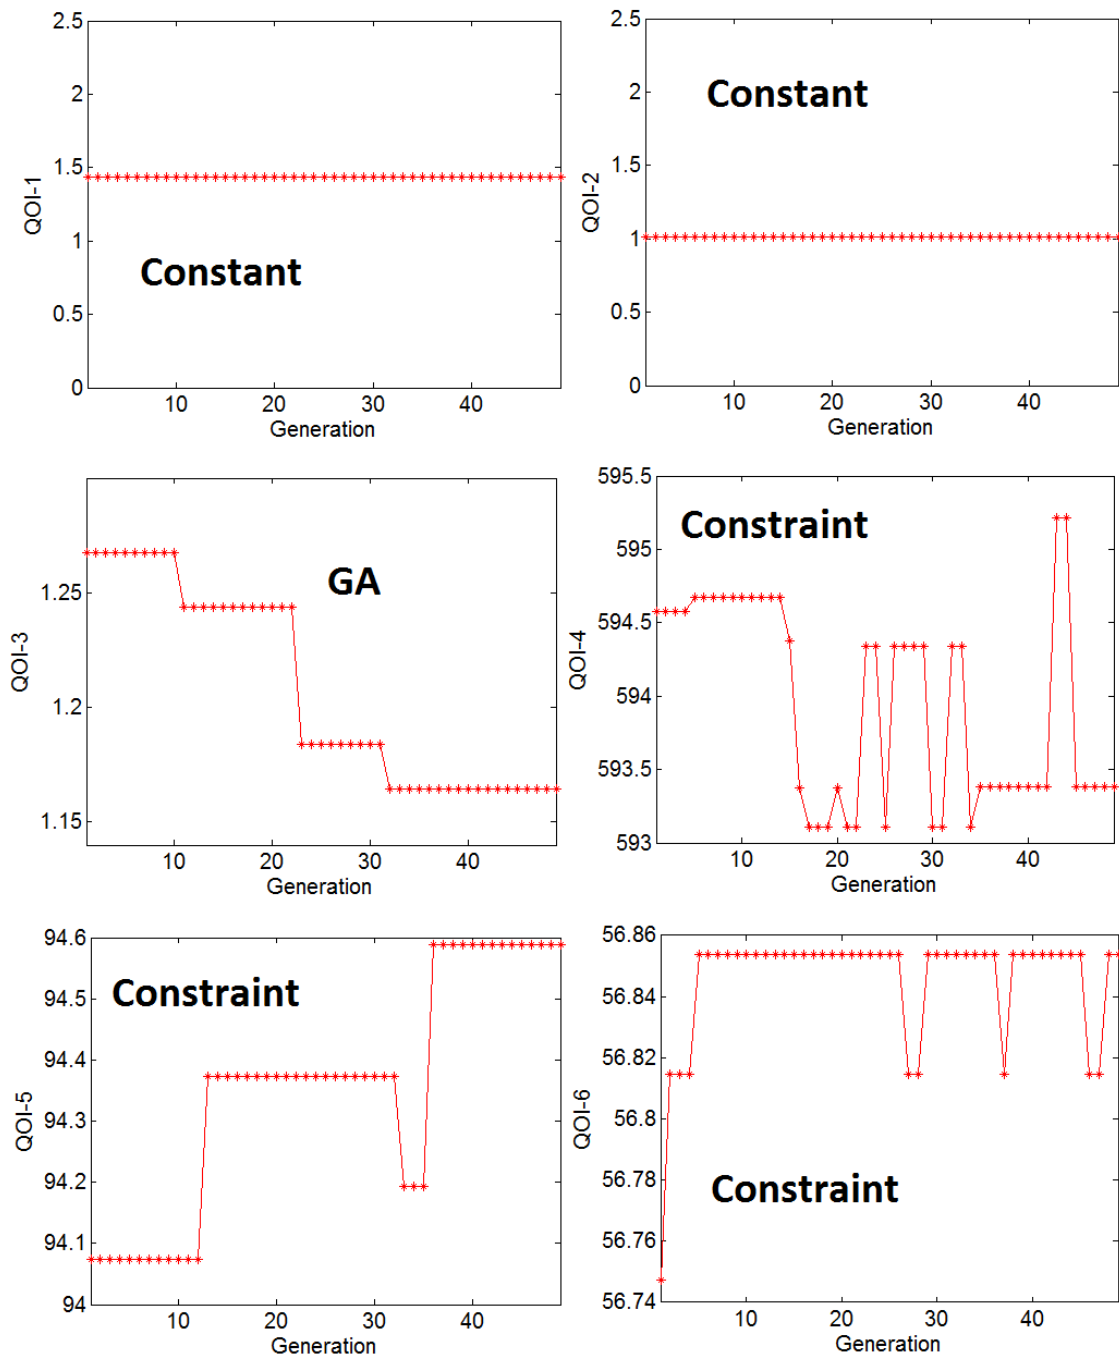 2.5
2
1.5
1
0.5
0
QOI-1
Constant
10 20 30 40
Generation
2.5
2
1.5
1
0.5
0
QOI-2
Constant
10 20 30 40
Generation
1.25
1.2
1.15
QOI-3
GA
10 20 30 40
Generation
595.5
595
594.5
594
593.5
593
QOI-4
Constraint
10 20 30 40
Generation
94.6
94.5
94.4
94.3
94.2
94.1
94
QOI-5
Constraint
10 20 30 40
Generation
56.86
56.84
56.82
56.8
56.78
56.76
56.74
QOI-6
Constraint
10 20 30 40
Generation